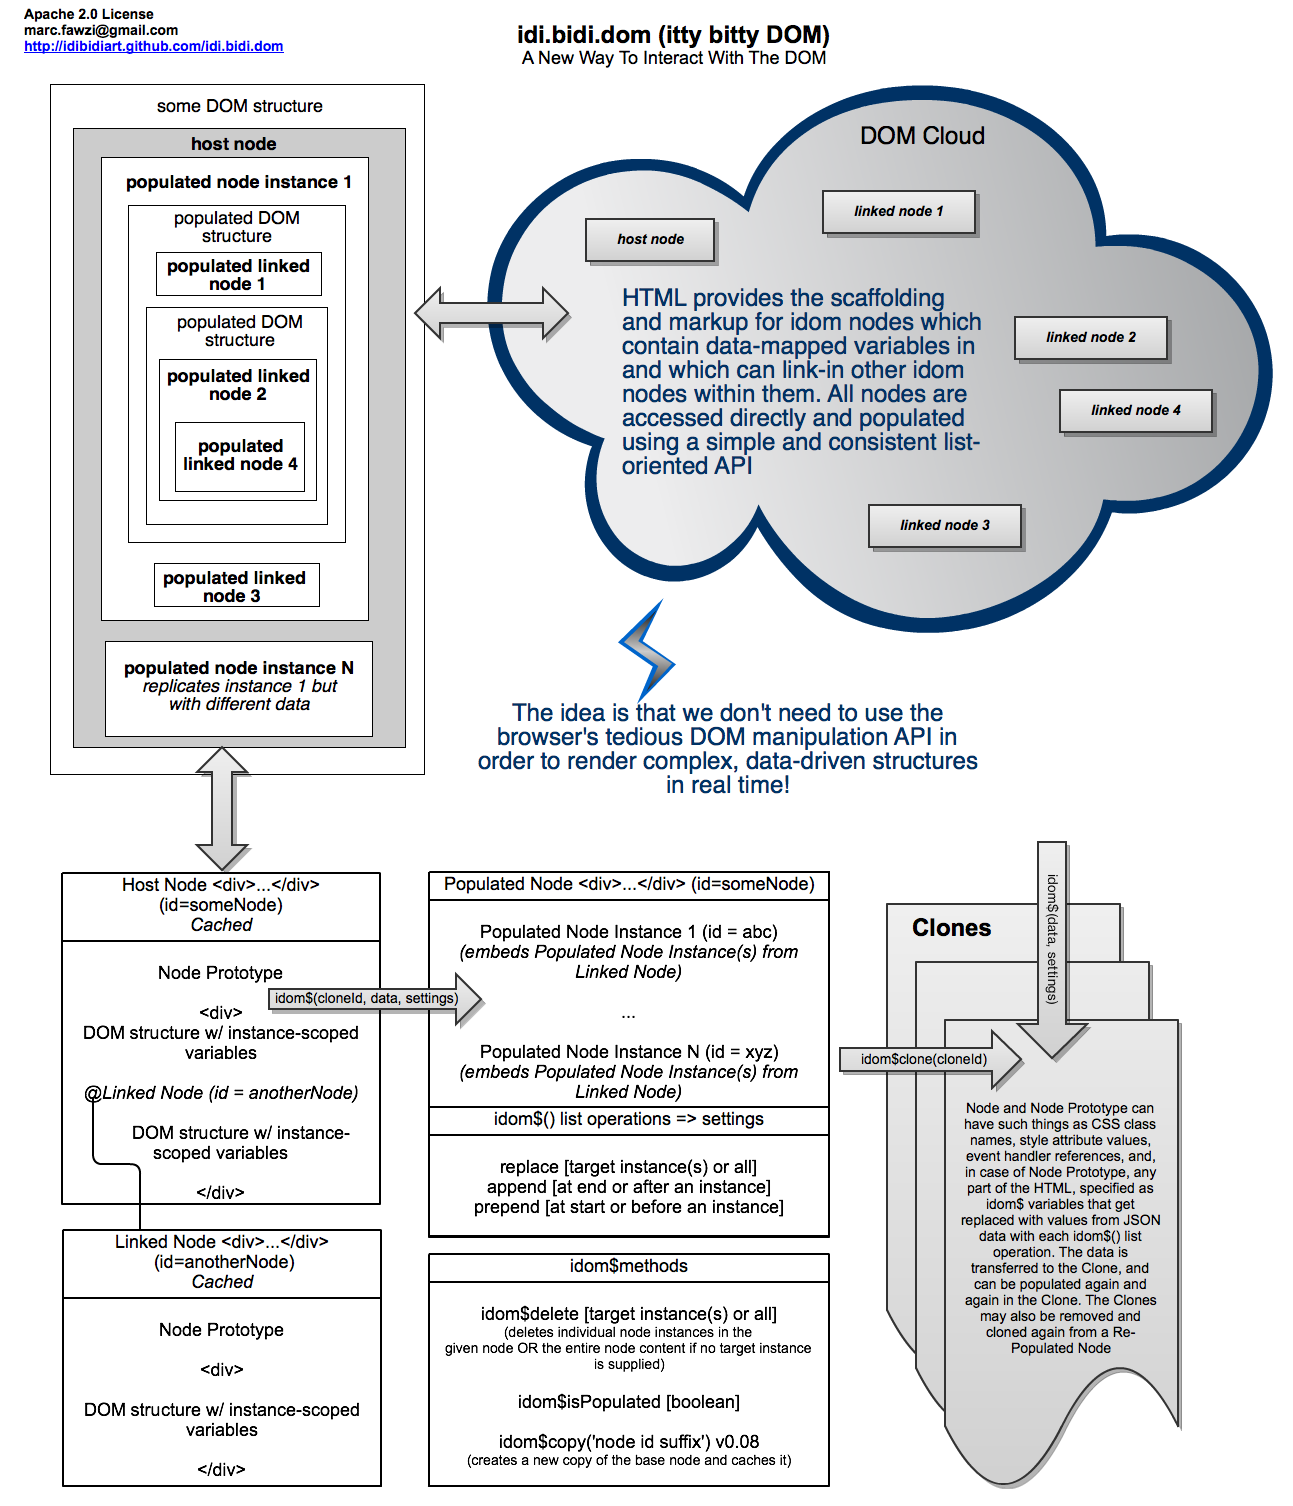 Apache 2.0 License
marc.fawzi@gmail.com
http://idibidiart.github.com/idi.bidi.dom
idi.bidi.dom (itty bitty DOM)
A New Way To Interact With The DOM
some DOM structure
host node
populated node instance 1
populated DOM
structure
populated linked
node 1
populated DOM
structure
populated linked
node 2
populated
linked node 4
populated linked
node 3
populated node instance N
replicates instance 1 but
with different data
DOM Cloud
linked node 1
host node
linked node 2
linked node 4
linked node 3
HTML provides the scaffolding
and markup for idom nodes which
contain data-mapped variables in
and which can link-in other idom
nodes within them. All nodes are
accessed directly and populated
using a simple and consistent list-
oriented API
The idea is that we don't need to use the
browser's tedious DOM manipulation API in
order to render complex, data-driven structures
in real time!
Host Node <div>...</div>
(id=someNode)
Cached
Node Prototype
<div>
DOM structure w/ instance-scoped
variables
@Linked Node (id = anotherNode)
DOM structure w/ instance-
scoped variables
</div>
Linked Node <div>...</div>
(id=anotherNode)
Cached
Node Prototype
<div>
DOM structure w/ instance-scoped
variables
</div>
idom$(cloneId, data, settings)
Populated Node <div>...</div> (id=someNode)
Populated Node Instance 1 (id = abc)
(embeds Populated Node Instance(s) from
Linked Node)
...
Populated Node Instance N (id = xyz)
(embeds Populated Node Instance(s) from
Linked Node)
idom$() list operations => settings
replace [target instance(s) or all]
append [at end or after an instance]
prepend [at start or before an instance]
idom$methods
idom$delete [target instance(s) or all]
(deletes individual node instances in the
given node OR the entire node content if no target instance
is supplied)
idom$isPopulated [boolean]
idom$copy('node id suffix') v0.08
(creates a new copy of the base node and caches it)
Clones
idom$(data, settings)
idom$clone(cloneId)
Node and Node Prototype can
have such things as CSS class
names, style attribute values,
event handler references, and,
in case of Node Prototype, any
part of the HTML, specified as
idom$ variables that get
replaced with values from JSON
data with each idom$() list
operation. The data is
transferred to the Clone, and
can be populated again and
again in the Clone. The Clones
may also be removed and
cloned again from a Re-
Populated Node